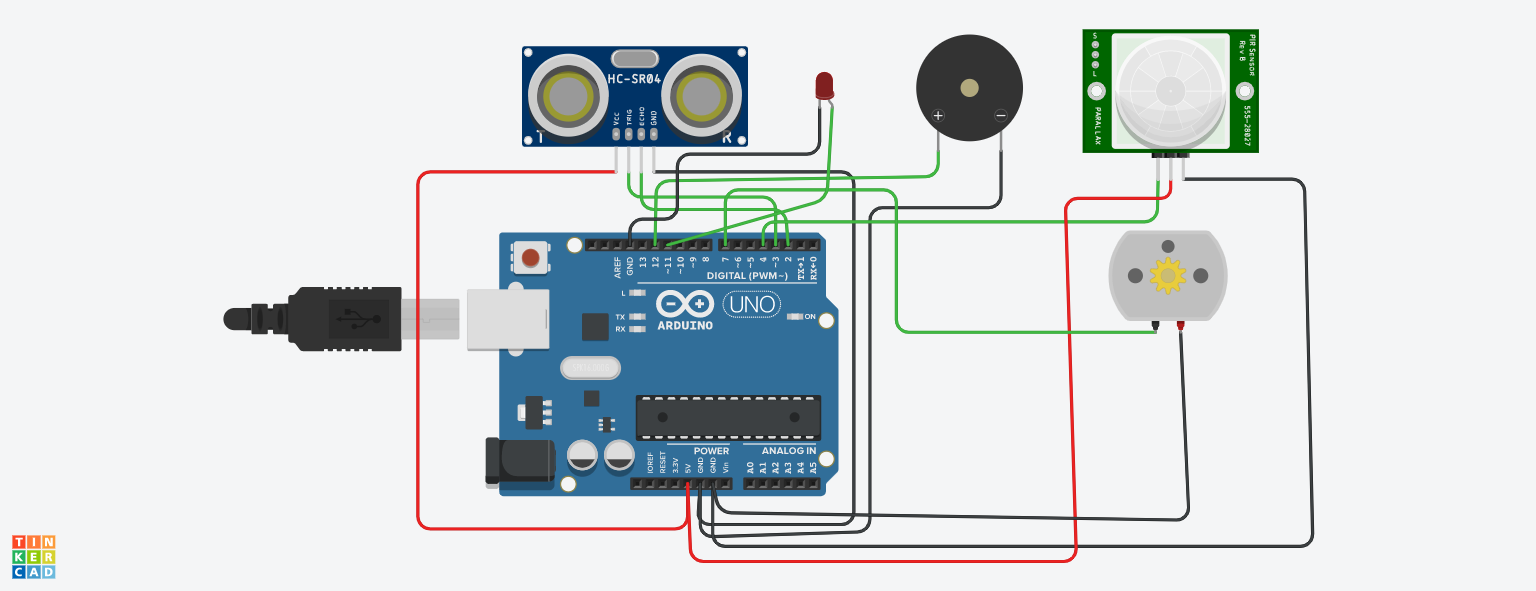 HC-SR04
VCC
TRIG
ECHO
GND
T
R
+
−
S
L
PIR SENSOR
REV B
PARALLAX
555-28027
AREF
GND
13
12
~11
~10
~9
8
7
~6
~5
4
~3
2
TX→1
RX←0
DIGITAL (PWM~)
L
TX
RX
ARDUINO
UNO
ON
POWER
ANALOG IN
IOREF
RESET
3.3V
5V
GND
GND
Vin
A0
A1
A2
A3
A4
A5
TIN
KER
CAD